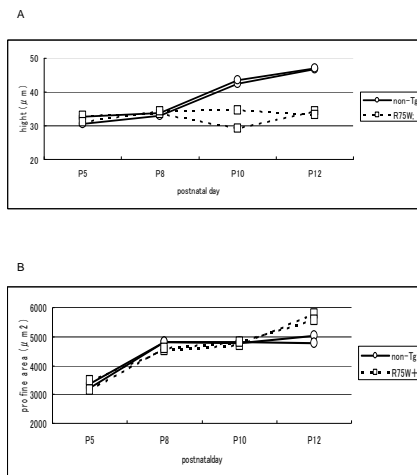 A
hight(μm)
50
40
30
20
P5 P8 P10 P12
postnatal day
non-Tg
R75W;
B
profine area(μm2)
6000
5000
4000
3000
2000
P5 P8 P10 P12
postnatalday
non-Tg
R75W+